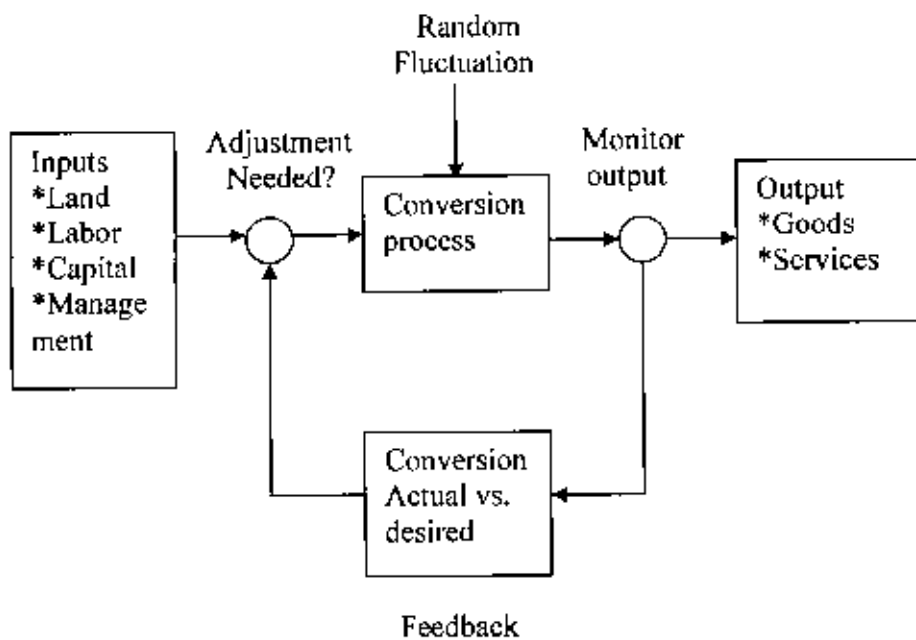 Random
Fluctuation
Inputs
*Land
*Labor
*Capital
*Manage
ment
Adjustment
Needed?
Conversion
process
Monitor
output
Output
*Goods
*Services
Conversion
Actual vs.
desired
Feedback